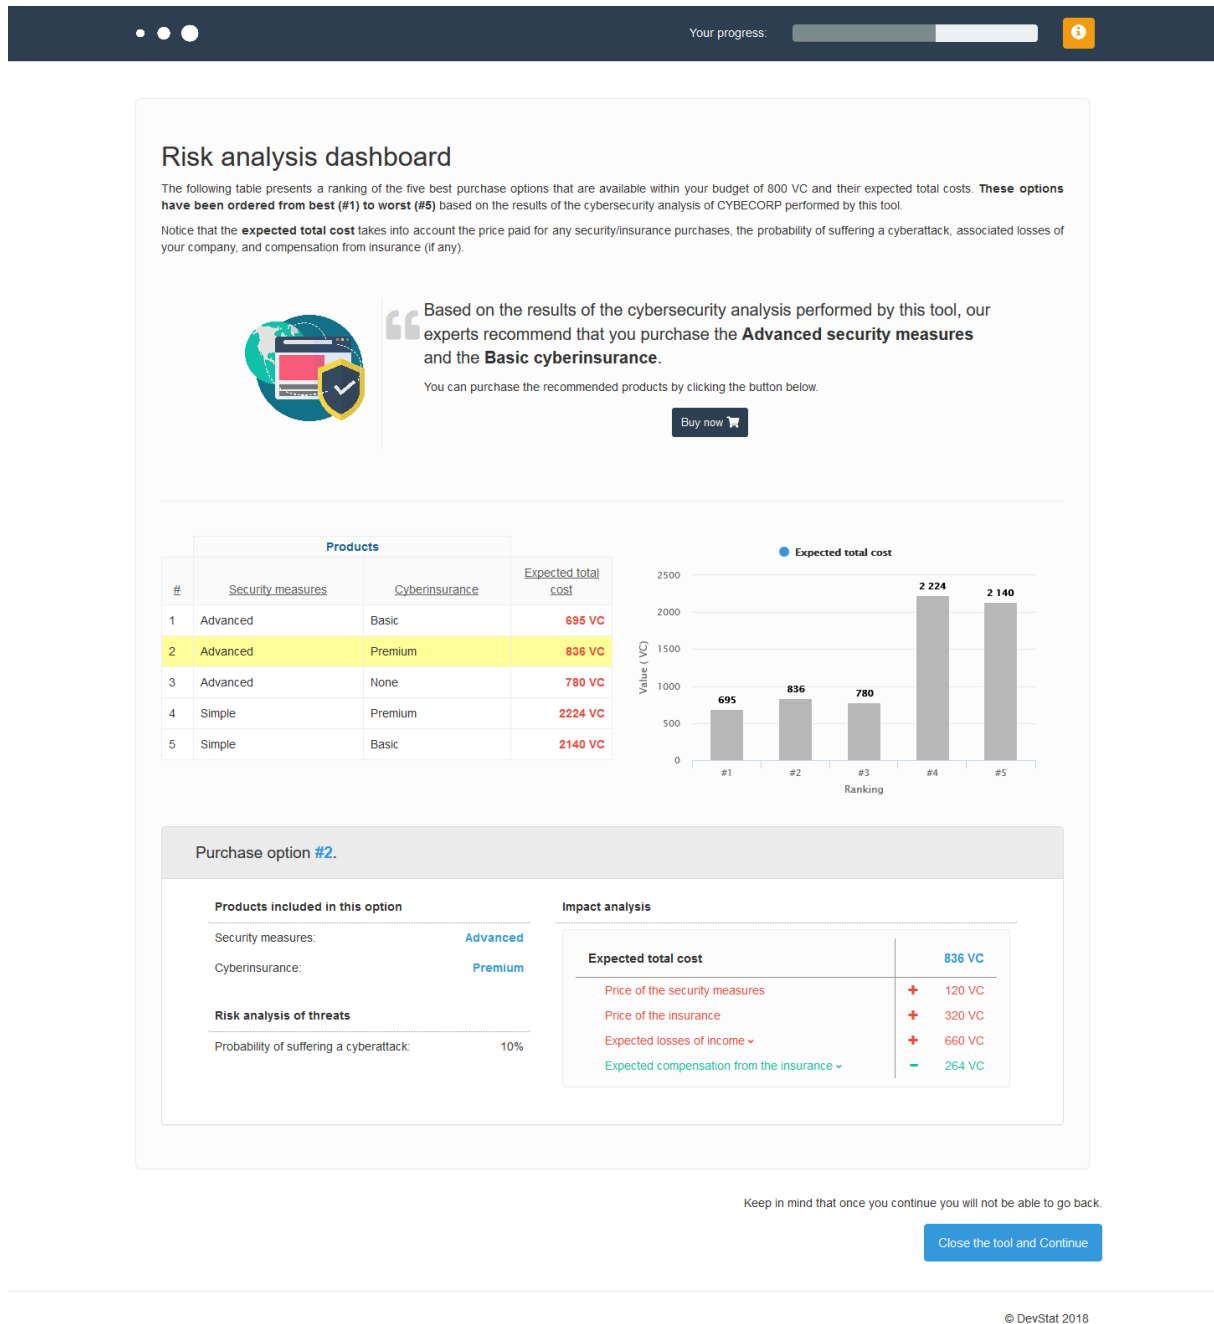 Your progress:
Risk analysis dashboard
The following table presents a ranking of the five best purchase options that are available within your budget of 800 VC and their expected total costs. These options
have been ordered from best (#1) to worst (#5) based on the results of the cybersecurity analysis of CYBECORP performed by this tool.
Notice that the expected total cost takes into account the price paid for any security/insurance purchases, the probability of suffering a cyberattack, associated losses of
your company, and compensation from insurance (if any).
Based on the results of the cybersecurity analysis performed by this tool, our
experts recommend that you purchase the Advanced security measures
and the Basic cyberinsurance.
You can purchase the recommended products by clicking the button below.
Buy now
Products
# Security measures Cyberinsurance Expected total
cost
1 Advanced Basic 695 VC
2 Advanced Premium 836 VC
3 Advanced None 780 VC
4 Simple Premium 2224 VC
5 Simple Basic 2140 VC
Expected total cost
2500
2000
1500
1000
500
0
Value ( VC)
695
836
780
2 224
2 140
#1 #2 #3 #4 #5
Ranking
Purchase option #2.
Products included in this option
Security measures: Advanced
Cyberinsurance: Premium
Risk analysis of threats
Probability of suffering a cyberattack: 10%
Impact analysis
Expected total cost 836 VC
Price of the security measures + 120 VC
Price of the insurance + 320 VC
Expected losses of income + 660 VC
Expected compensation from the insurance - 264 VC
Keep in mind that once you continue you will not be able to go back.
Close the tool and Continue
© DevStat 2018